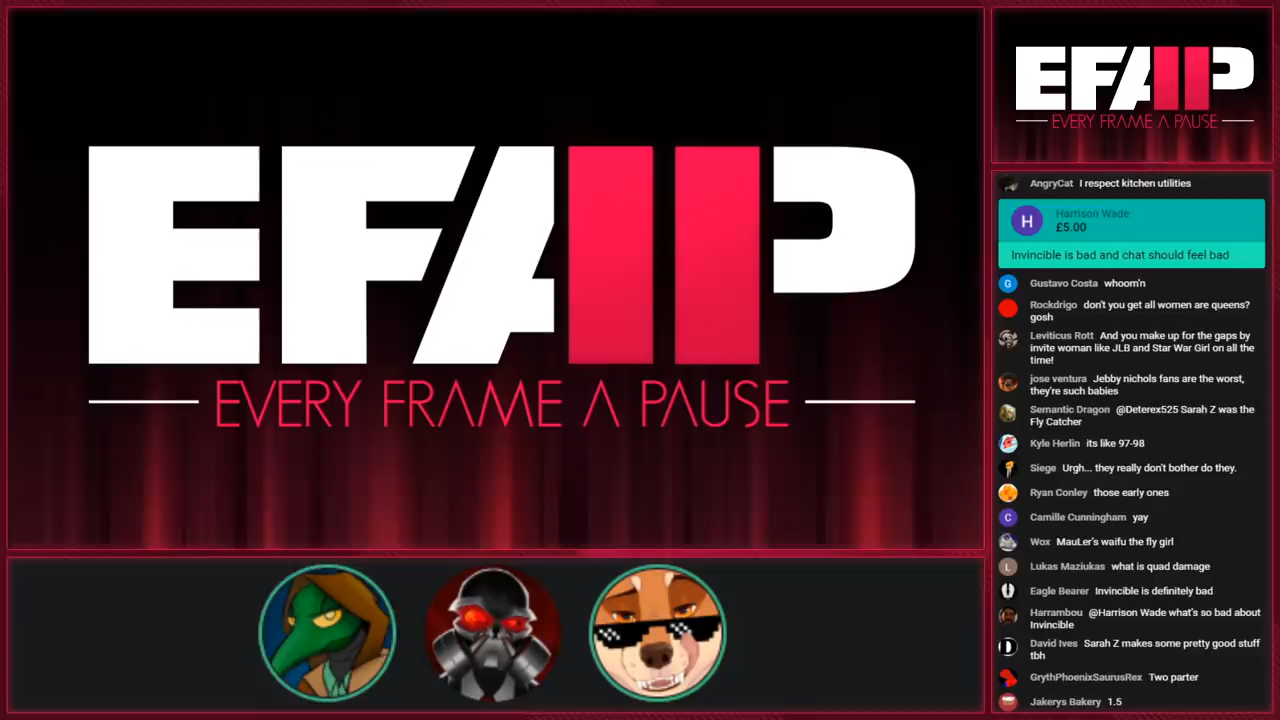 EFAP
EVERY FRAME A PAUSE
EFAP
EVERY FRAME A PAUSE
AngryCat I respect kitchen utilities
H
Harrison Wade
£5.00
Invincible is bad and chat should feel bad
G Gustavo Costa whoom'n
Rockdrigo don't you get all women are queens?
gosh
Leviticus Rott And you make up for the gaps by
invite woman like JLB and Star War Girl on all the
time!
jose ventura Jebby nichols fans are the worst,
they're such babies
Semantic Dragon @Deterex525 Sarah Z was the
Fly Catcher
Kyle Herlin its like 97-98
Siege Urgh... they really don't bother do they.
Ryan Conley those early ones
C Camille Cunningham yay
Wox MauLer's waifu the fly girl
L Lukas Maziukas what is quad damage
Eagle Bearer Invincible is definitely bad
Harrambou @Harrison Wade what's so bad about
Invincible
D David Ives Sarah Z makes some pretty good stuff
tbh
GrythPhoenixSaurusRex Two parter
Jakerys Bakery 1.5